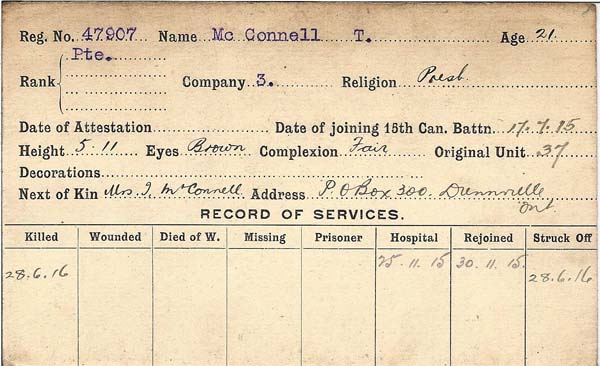 Reg. No. 47907 Name Mc Connell T. Age 21
Rank Pte. Company 3. Religion Presb.
Date of Attestation Date of joining 15th Can. Battn. 17.7.15
Height 5.11 Eyes Brown Complexion Fair Original Unit 37
Decorations
Next of Kin Mrs. J. McConnell Address P.O Box 300. Dunnville Ont
RECORD OF SERVICES.
Killed Wounded Died of W. Missing Prisoner Hospital Rejoined Struck Off
28.6.16 25.11.15 30.11.15. 28.6.16